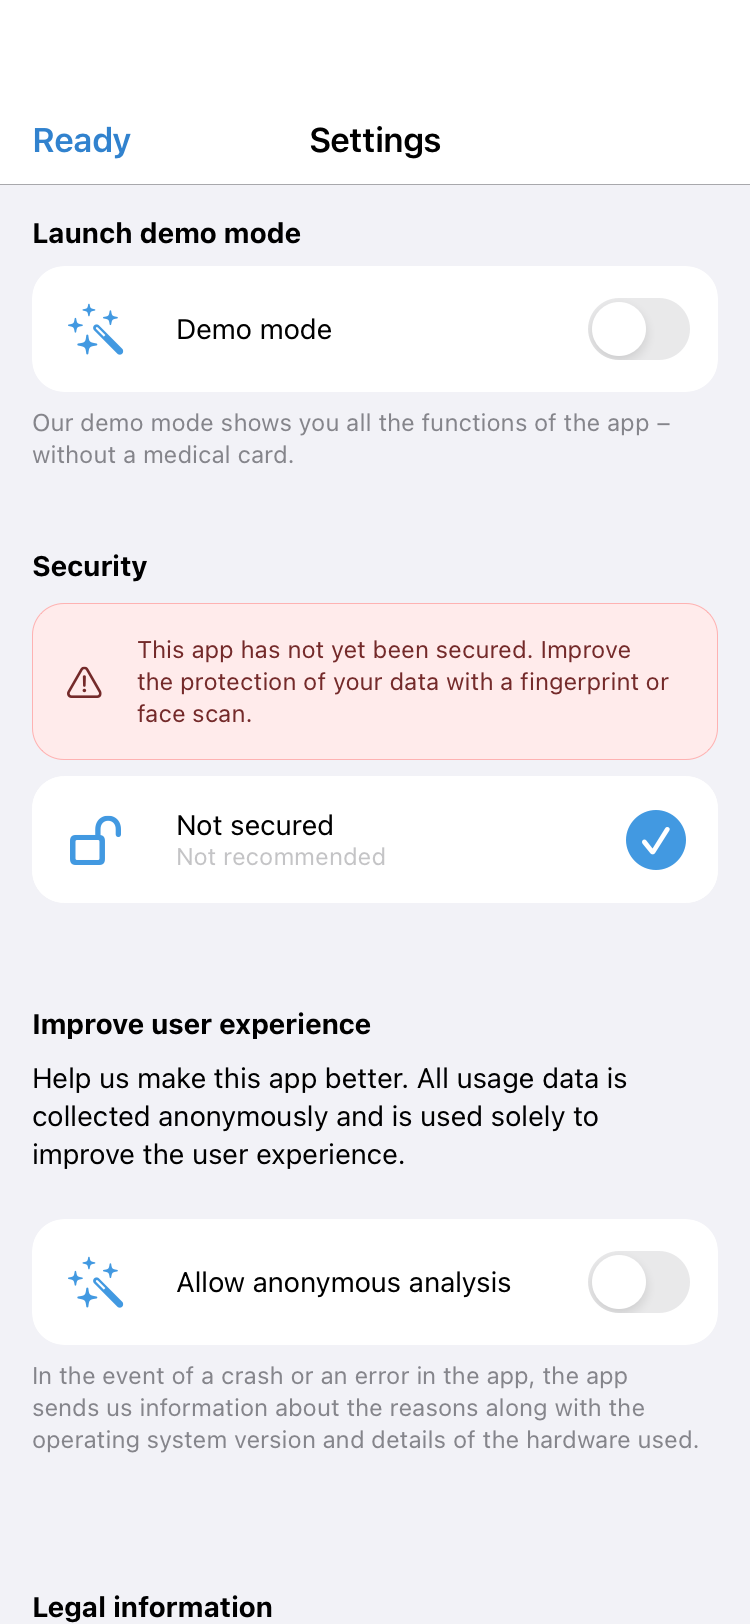 Ready
Settings
Launch demo mode
Demo mode
Our demo mode shows you all the functions of the app –
without a medical card.
Security
This app has not yet been secured. Improve
the protection of your data with a fingerprint or
face scan.
Not secured
Not recommended
Improve user experience
Help us make this app better. All usage data is
collected anonymously and is used solely to
improve the user experience.
Allow anonymous analysis
In the event of a crash or an error in the app, the app
sends us information about the reasons along with the
operating system version and details of the hardware used.
Legal information